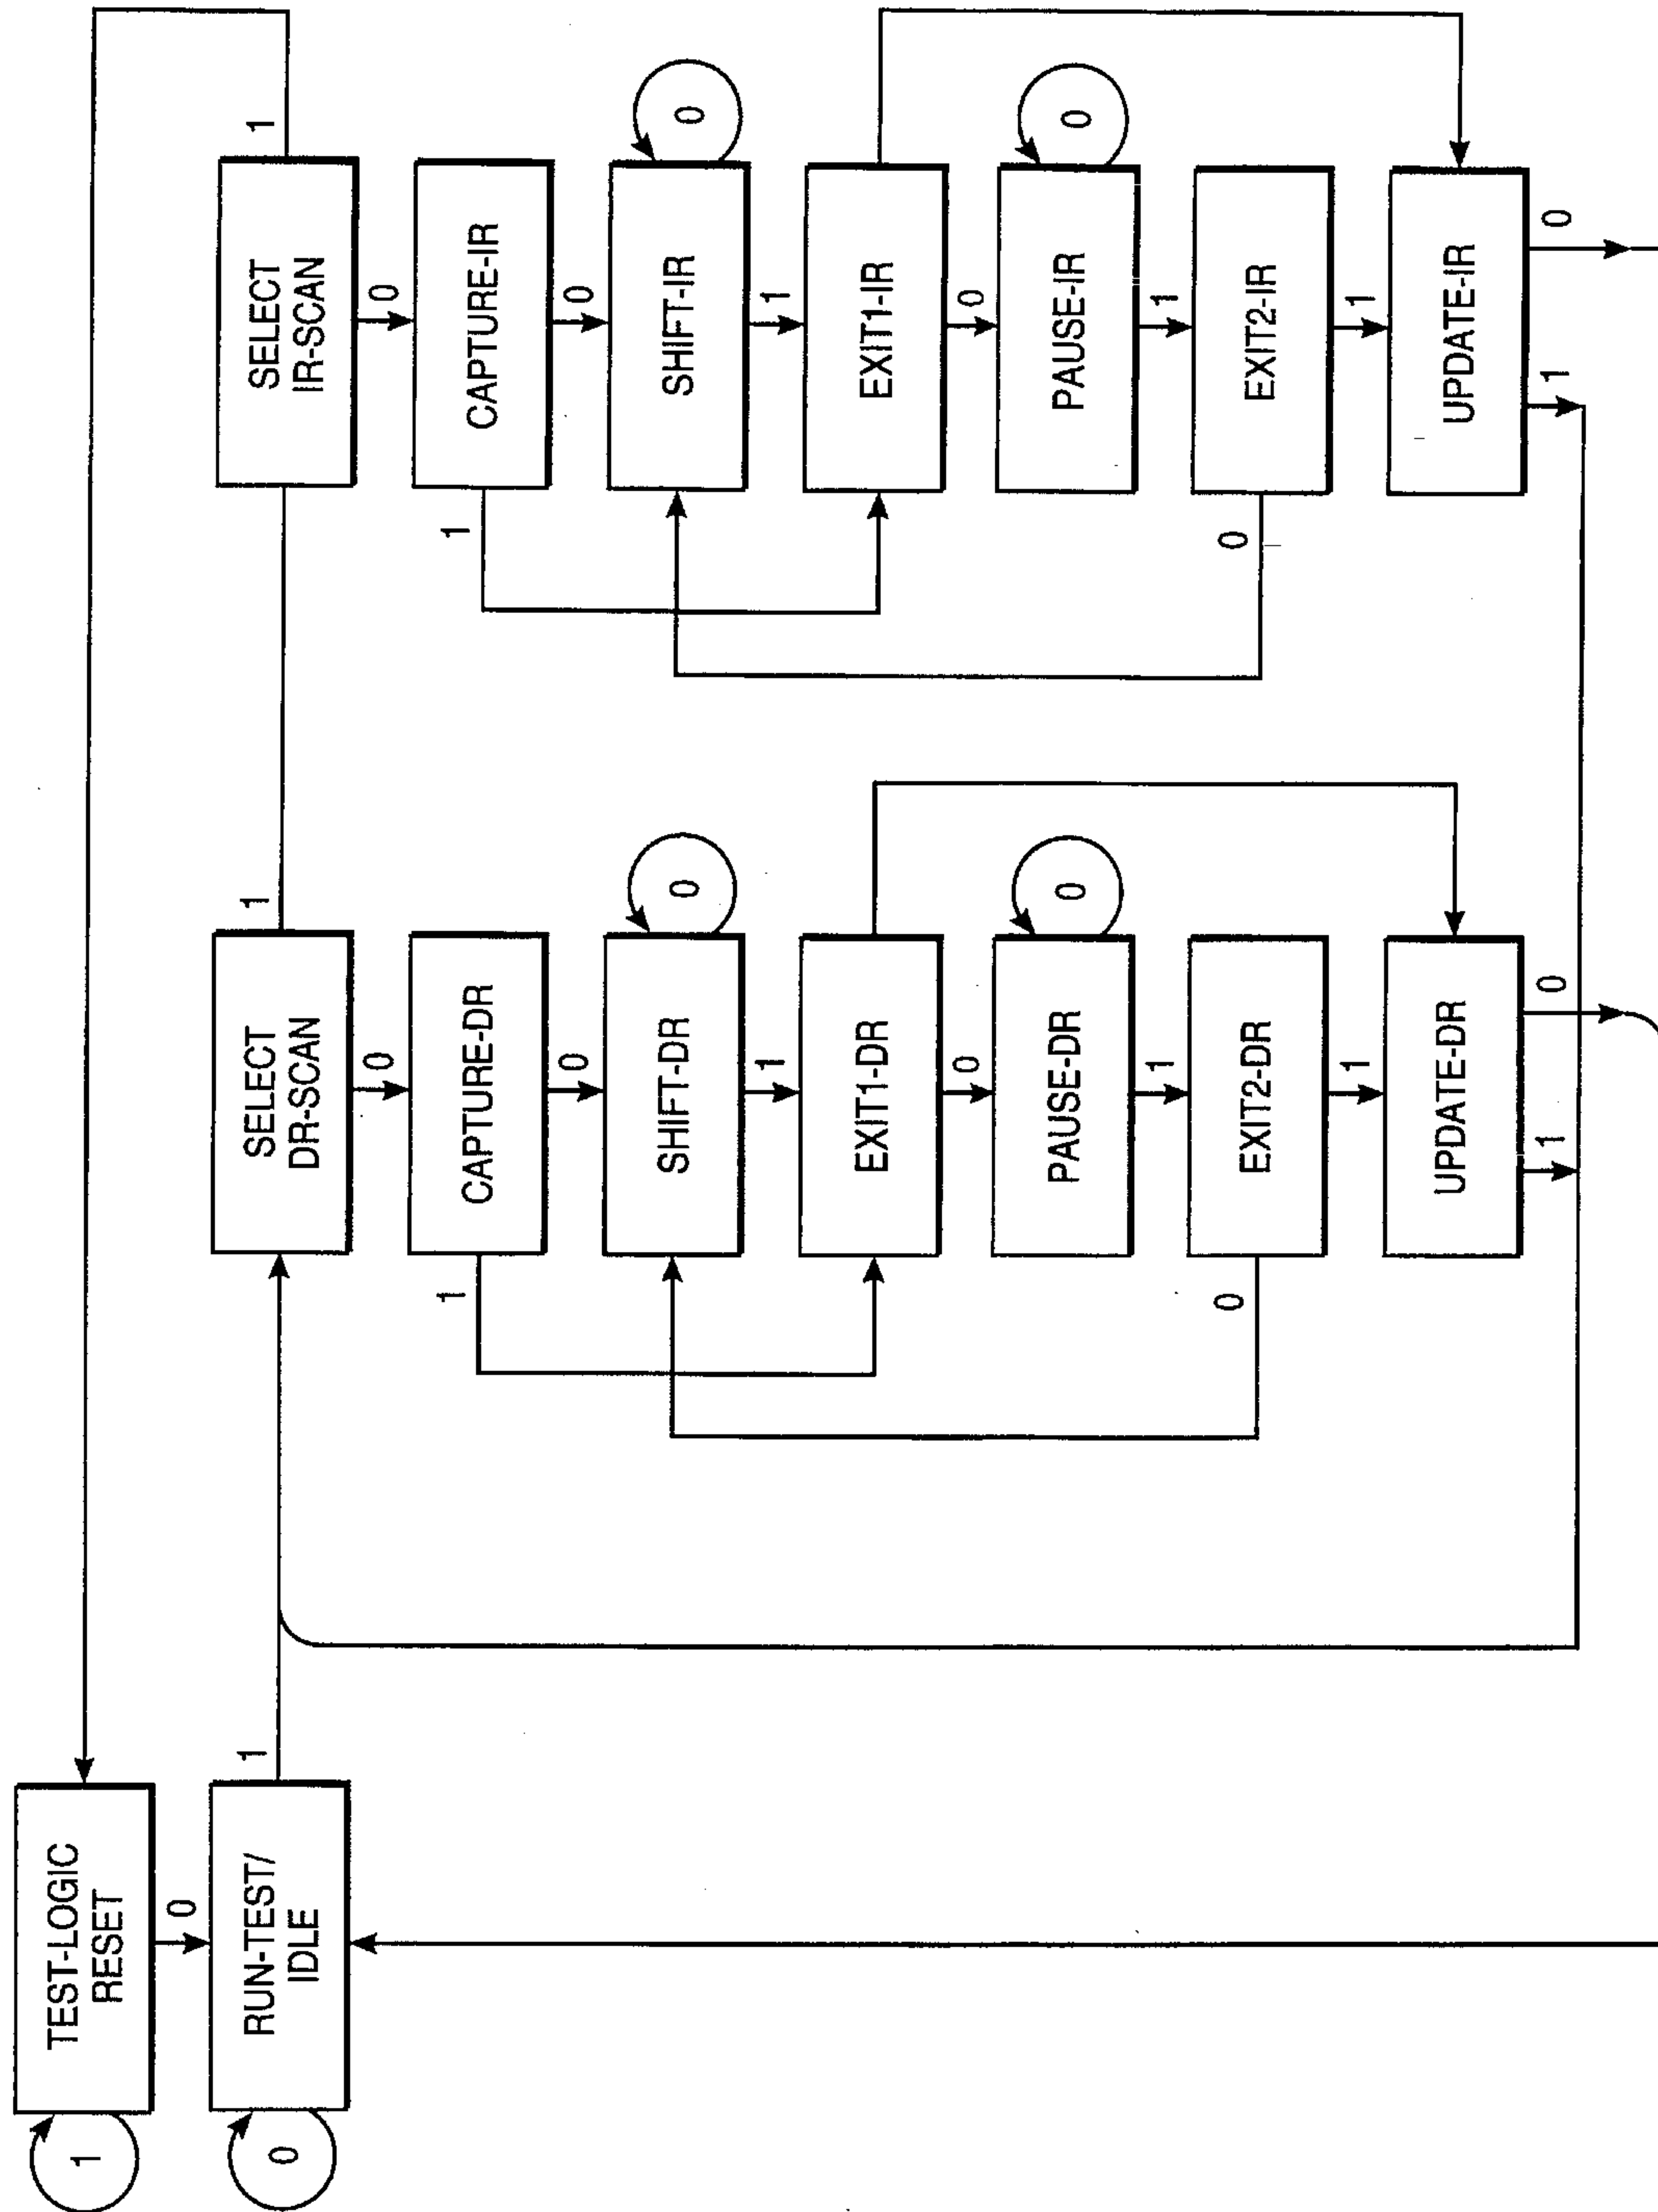 1
TEST-LOGIC
RESET
0
0
RUN-TEST/
IDLE
1
SELECT
DR-SCAN
1
0
CAPTURE-DR
1
0
SHIFT-DR
0
1
EXIT1-DR
0
PAUSE-DR
0
1
EXIT2-DR
0
1
UPDATE-DR
1
0
SELECT
IR-SCAN
1
0
CAPTURE-IR
1
0
SHIFT-IR
0
1
EXIT1-IR
0
PAUSE-IR
0
1
EXIT2-IR
0
1
UPDATE-IR
1
0